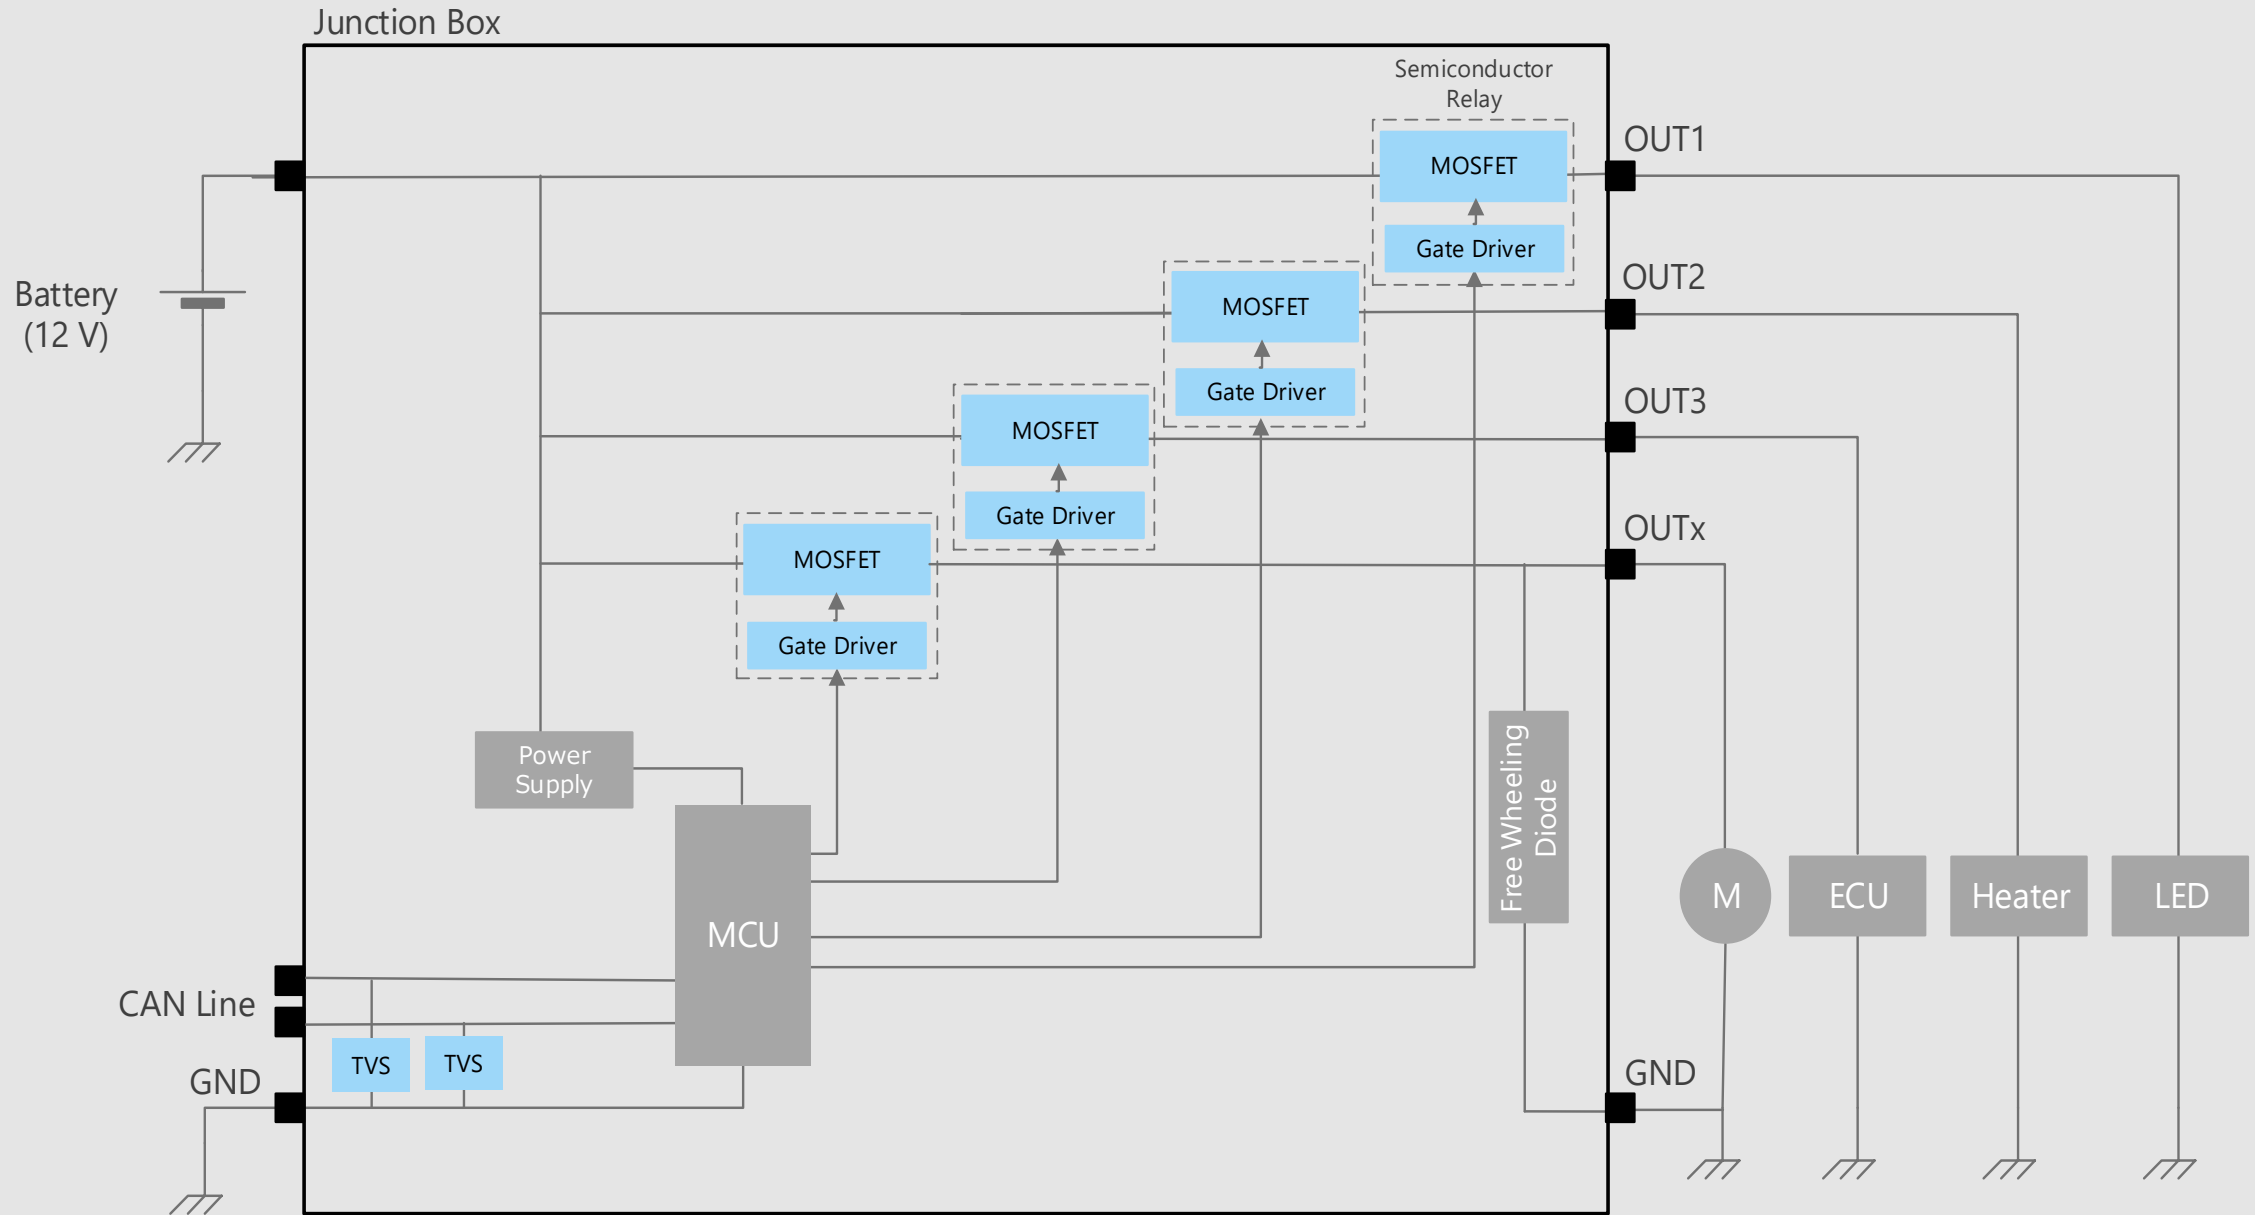 Junction Box
Semiconductor
Relay
OUT1
MOSFET
Gate Driver
OUT2
MOSFET
Gate Driver
Battery
(12 V)
OUT3
MOSFET
Gate Driver
OUTx
MOSFET
Gate Driver
Power
Supply
Free Wheeling
Diode
MCU
M
ECU
Heater
LED
CAN Line
TVS
TVS
GND
GND